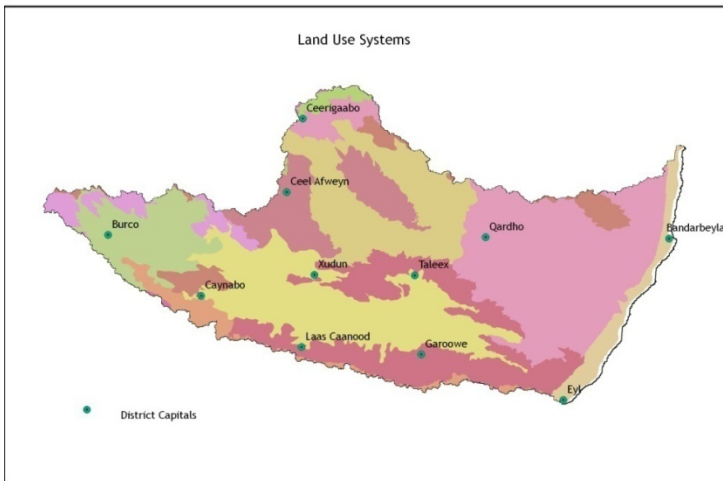 Land Use Systems
Ceerigaabo
Ceel Afweyn
Burco
Qardho
Bandarbeyla
Xudun
Taleex
Caynabo
Laas Caanood
Garoowe
Eyl
District Capitals